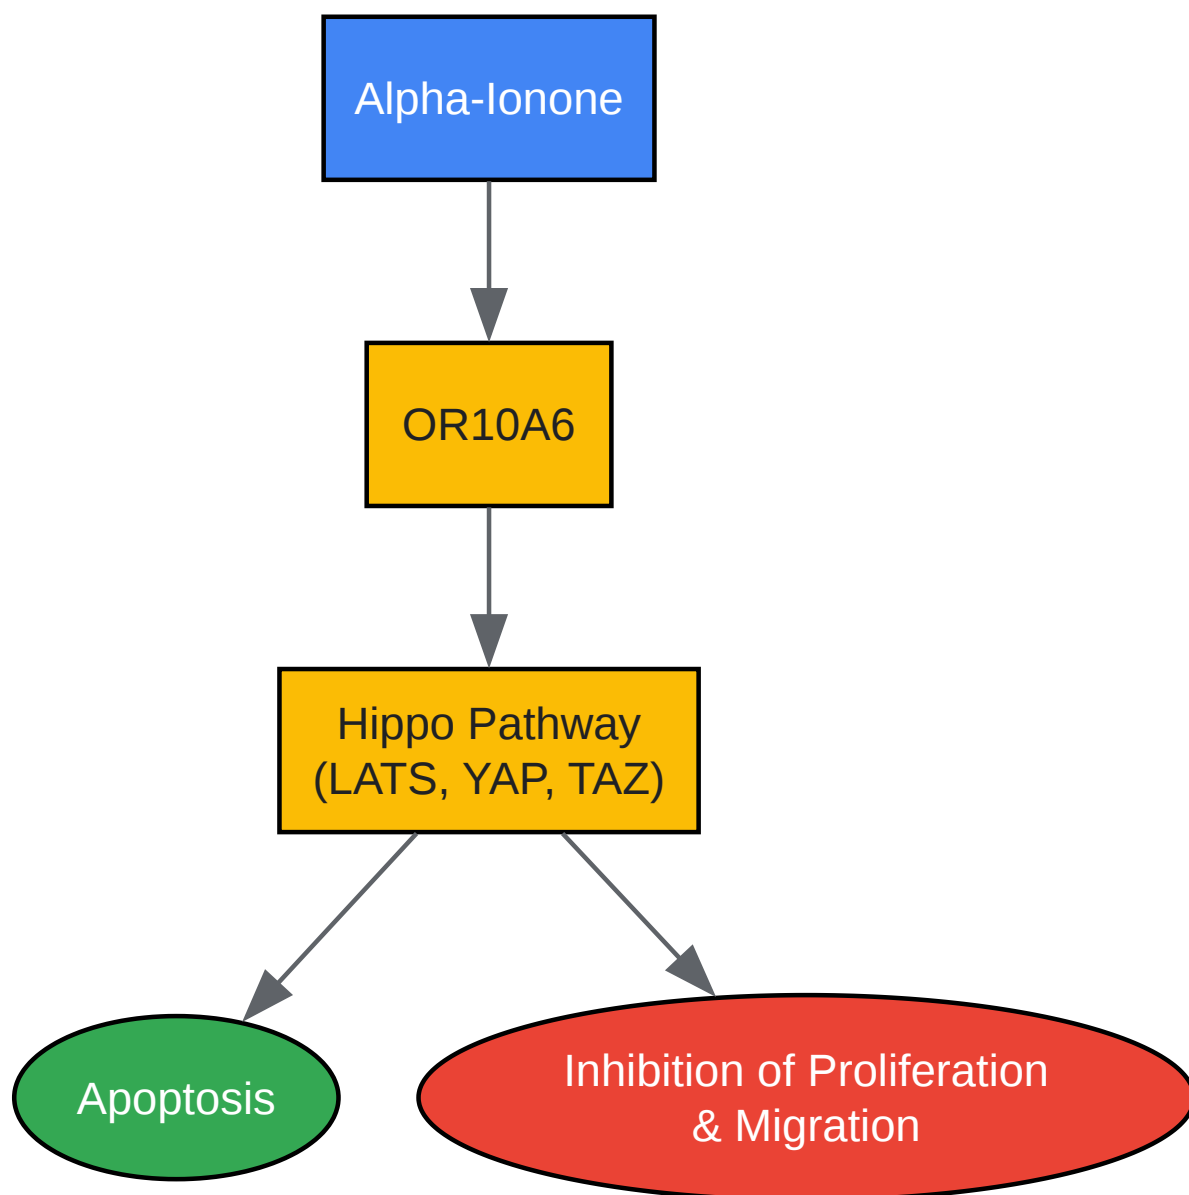 Alpha-Ionone
OR10A6
Hippo Pathway
(LATS, YAP, TAZ)
Apoptosis
Inhibition of Proliferation
& Migration